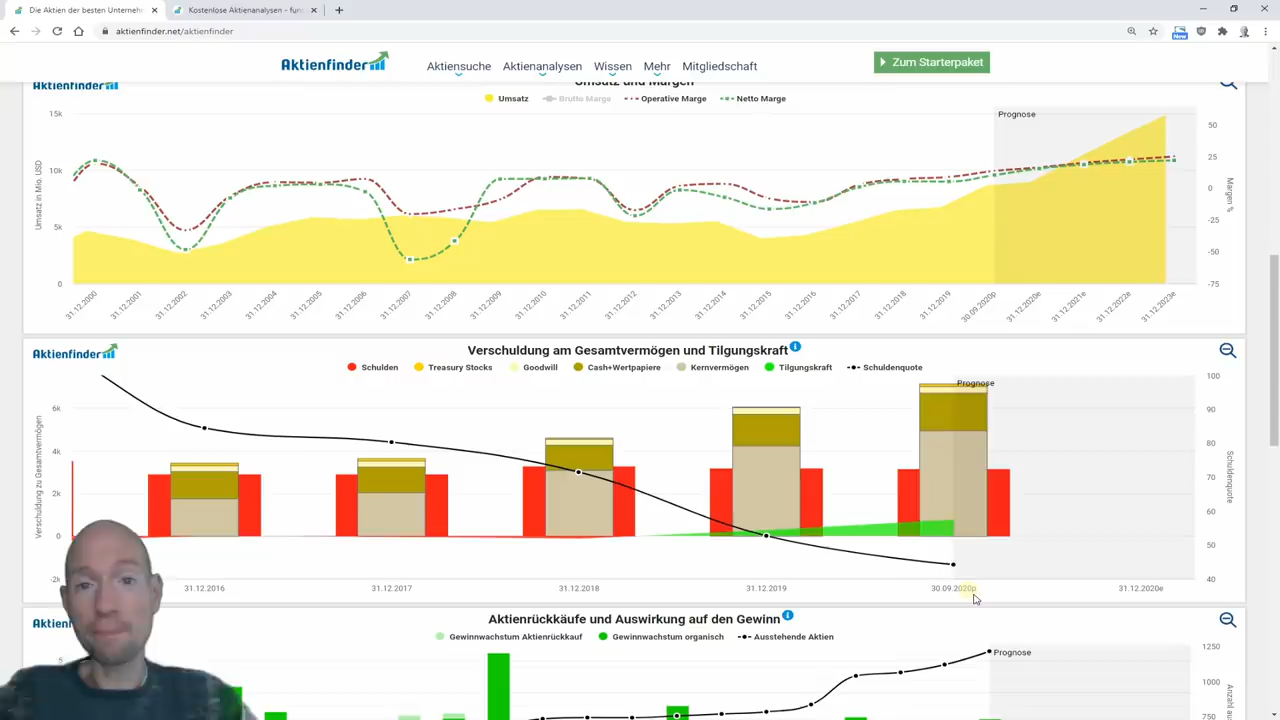 Die Aktien der besten Unterneh
Kostenlose Aktienanalysen - fun
aktienfinder.net/aktienfinder
New
Aktienfinder
Aktiensuche
Aktienanalysen
Wissen
Mehr
Mitgliedschaft
Zum Starterpaket
Aktienfinder
Umsatz und Margen
Umsatz
Brutto Marge
Operative Marge
Netto Marge
Prognose
15k
10k
5k
0
Umsatz in Mio. USD
50
25
0
-25
-50
-75
Margen %
31.12.2000
31.12.2001
31.12.2002
31.12.2003
31.12.2004
31.12.2005
31.12.2006
31.12.2007
31.12.2008
31.12.2009
31.12.2010
31.12.2011
31.12.2012
31.12.2013
31.12.2014
31.12.2015
31.12.2016
31.12.2017
31.12.2018
31.12.2019
30.09.2020p
31.12.2020e
31.12.2021e
31.12.2022e
31.12.2023e
Aktienfinder
Verschuldung am Gesamtvermögen und Tilgungskraft
Schulden
Treasury Stocks
Goodwill
Cash+Wertpapiere
Kernvermögen
Tilgungskraft
Schuldenquote
Prognose
6k
4k
2k
0
-2k
Verschuldung zu Gesamtvermögen
100
90
80
70
60
50
40
Schuldenquote
31.12.2016
31.12.2017
31.12.2018
31.12.2019
30.09.2020p
31.12.2020e
Aktienfin
Aktienrückkäufe und Auswirkung auf den Gewinn
Gewinnwachstum Aktienrückkauf
Gewinnwachstum organisch
Ausstehende Aktien
Prognose
5
1250
1000
750